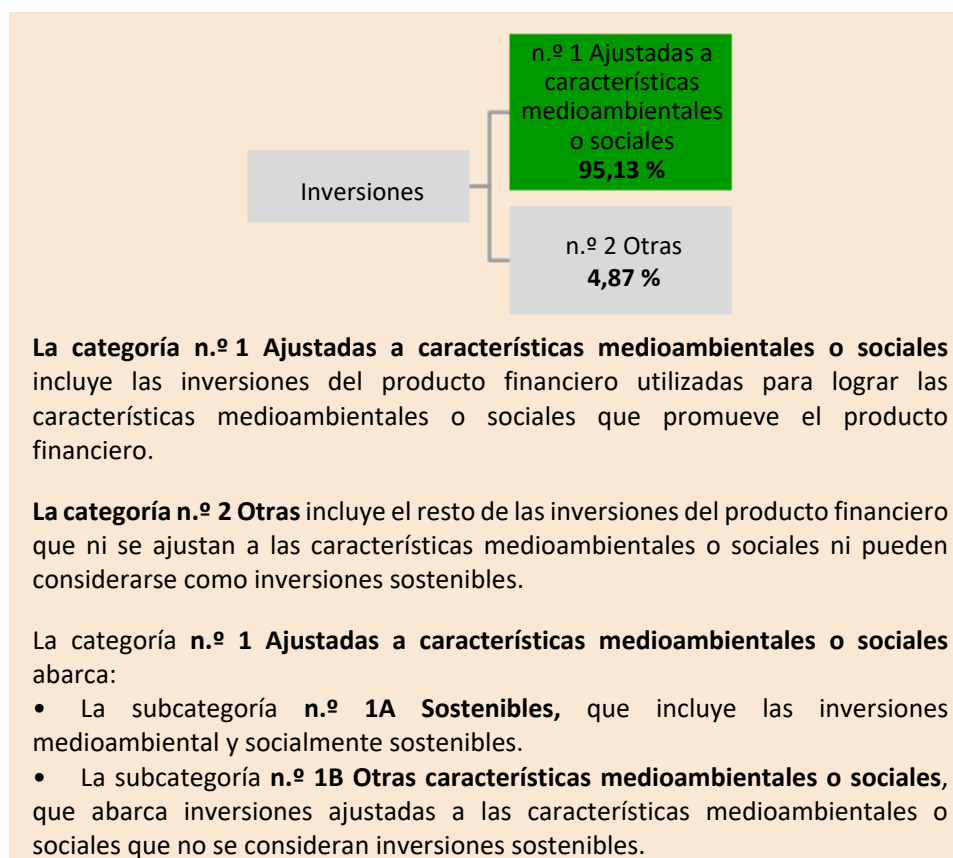 n.º 1 Ajustadas a
características
medioambientales
o sociales
95,13 %
Inversiones
n.º 2 Otras
4,87 %
La categoría n.º 1 Ajustadas a características medioambientales o sociales
incluye las inversiones del producto financiero utilizadas para lograr las
características medioambientales o sociales que promueve el producto
financiero.
La categoría n.º 2 Otras incluye el resto de las inversiones del producto financiero
que ni se ajustan a las características medioambientales o sociales ni pueden
considerarse como inversiones sostenibles.
La categoría n.º 1 Ajustadas a características medioambientales o sociales
abarca:
• La subcategoría n.º 1A Sostenibles, que incluye las inversiones
medioambiental y socialmente sostenibles.
• La subcategoría n.º 1B Otras características medioambientales o sociales,
que abarca inversiones ajustadas a las características medioambientales o
sociales que no se consideran inversiones sostenibles.